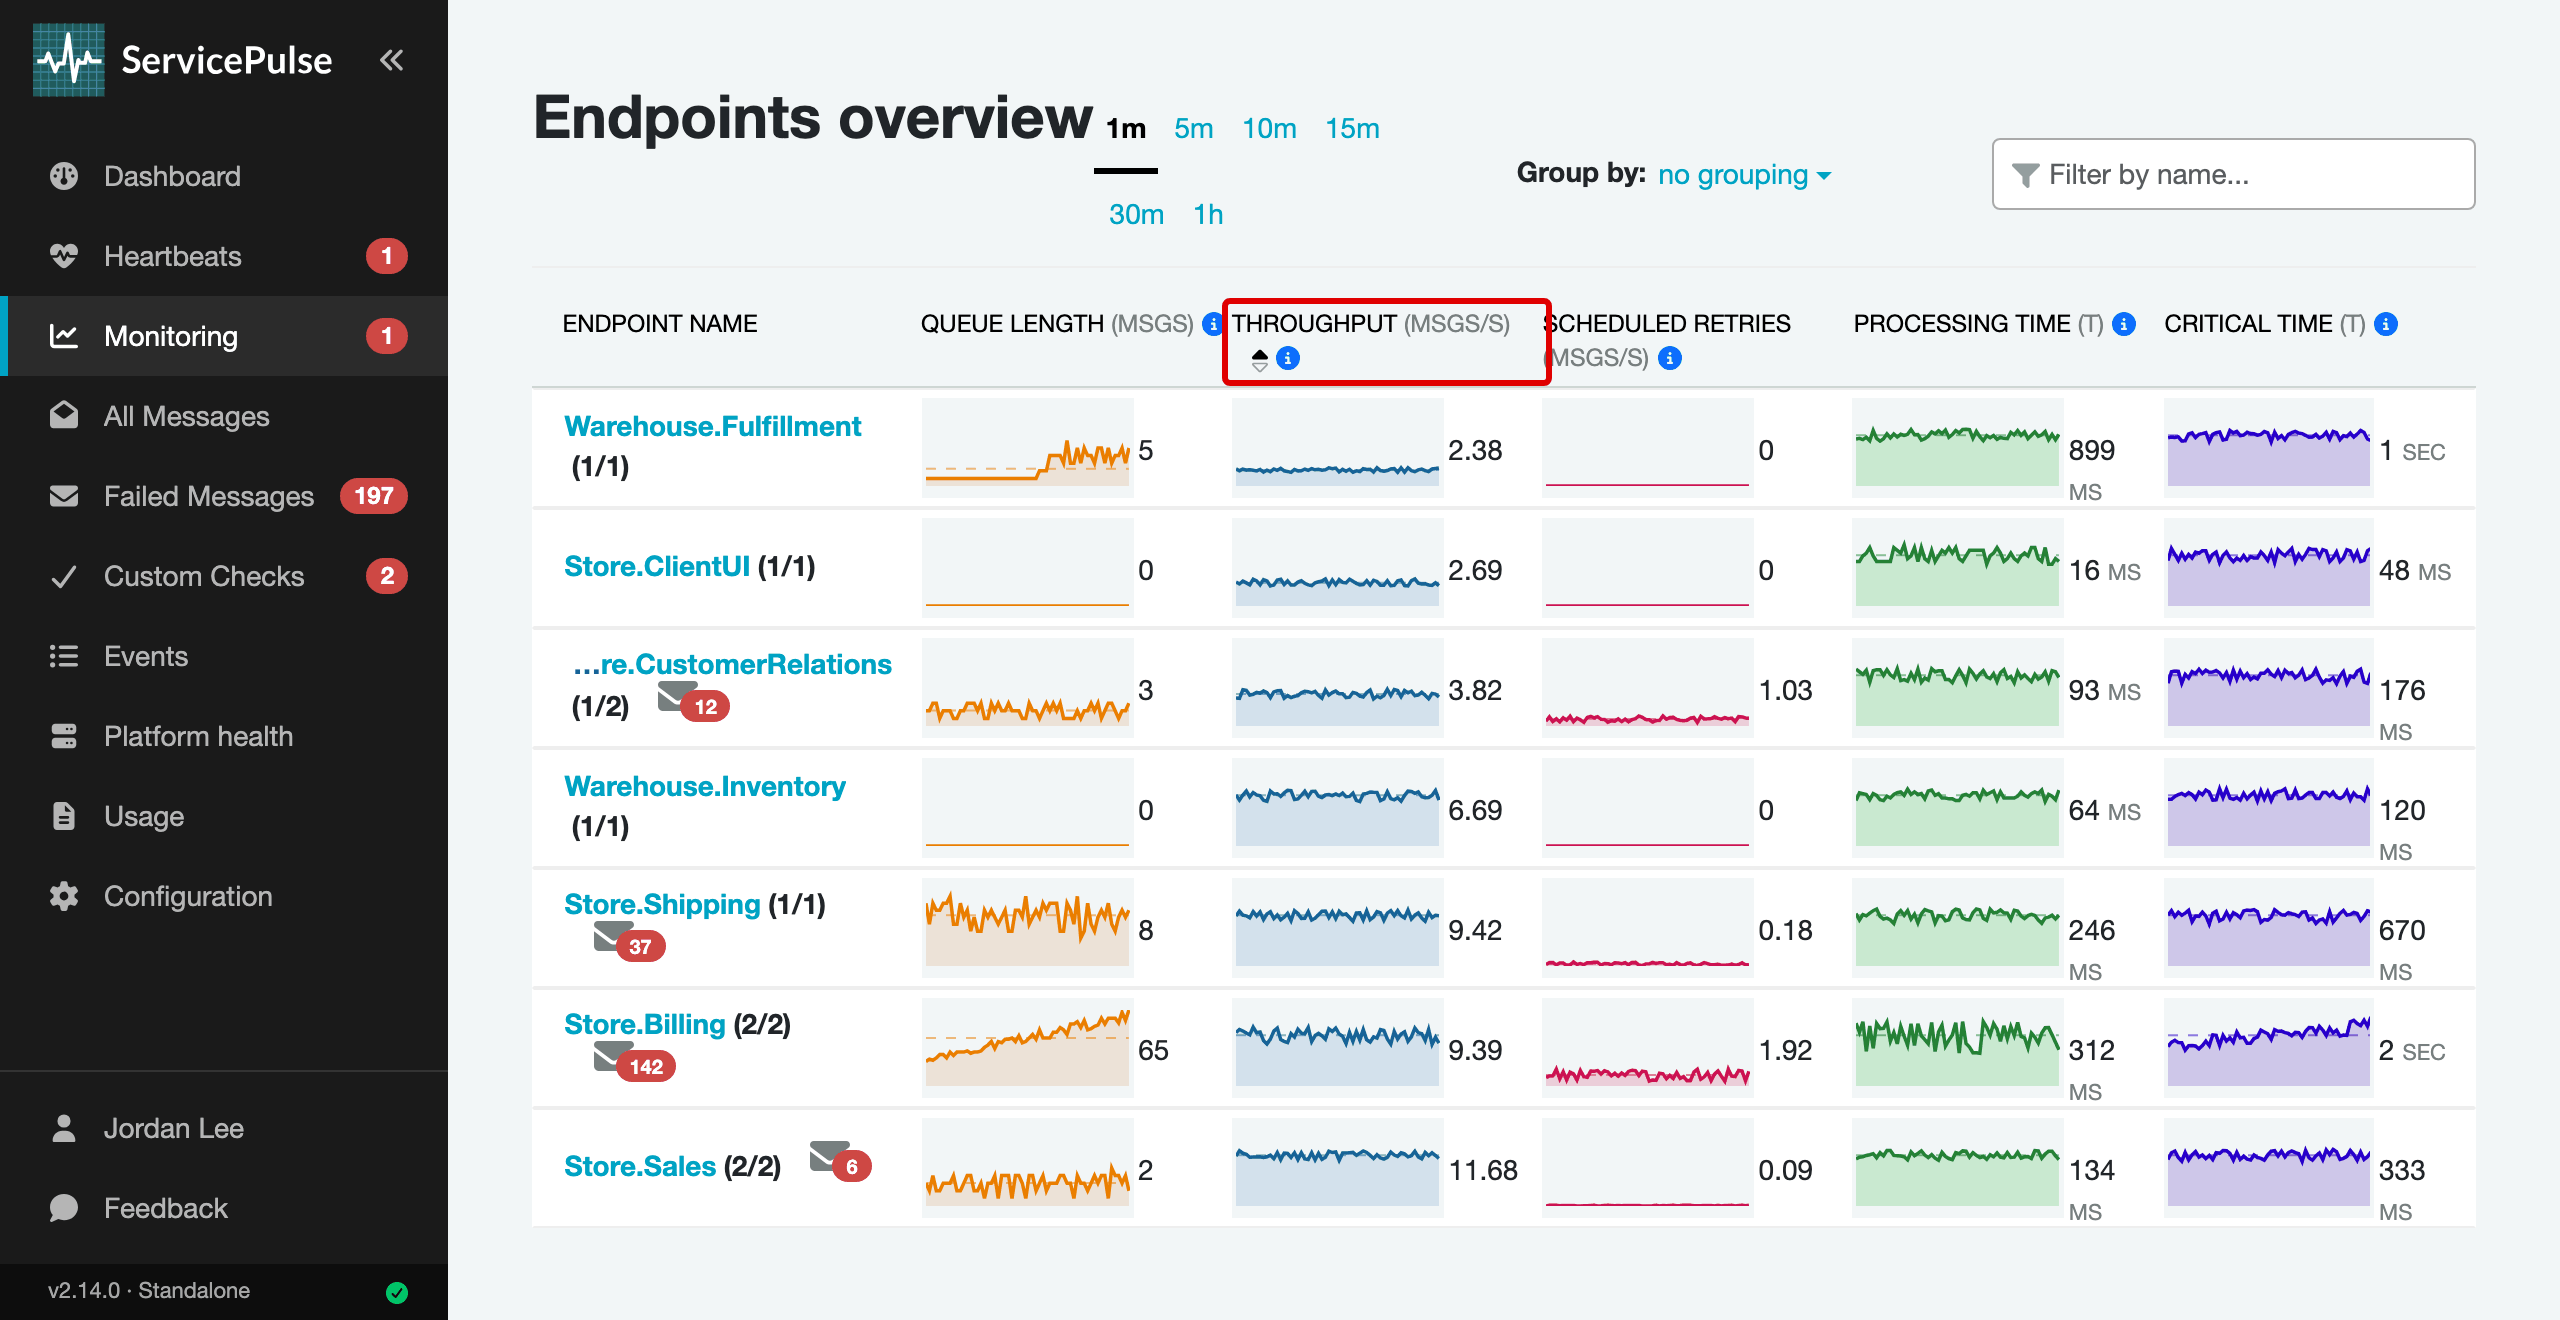 ServicePulse
Dashboard
Heartbeats 1
Monitoring 1
All Messages
Failed Messages 197
Custom Checks 2
Events
Platform health
Usage
Configuration
Jordan Lee
Feedback
v2.14.0 · Standalone
Endpoints overview 1m 5m 10m 15m
30m 1h
Group by: no grouping
Filter by name...
ENDPOINT NAME QUEUE LENGTH (MSGS) THROUGHPUT (MSGS/S) SCHEDULED RETRIES (MSGS/S) PROCESSING TIME (T) CRITICAL TIME (T)
Warehouse.Fulfillment (1/1) 5 2.38 0 899 MS 1 SEC
Store.ClientUI (1/1) 0 2.69 0 16 MS 48 MS
...re.CustomerRelations (1/2) 12 3 3.82 1.03 93 MS 176 MS
Warehouse.Inventory (1/1) 0 6.69 0 64 MS 120 MS
Store.Shipping (1/1) 37 8 9.42 0.18 246 MS 670 MS
Store.Billing (2/2) 142 65 9.39 1.92 312 MS 2 SEC
Store.Sales (2/2) 6 2 11.68 0.09 134 MS 333 MS